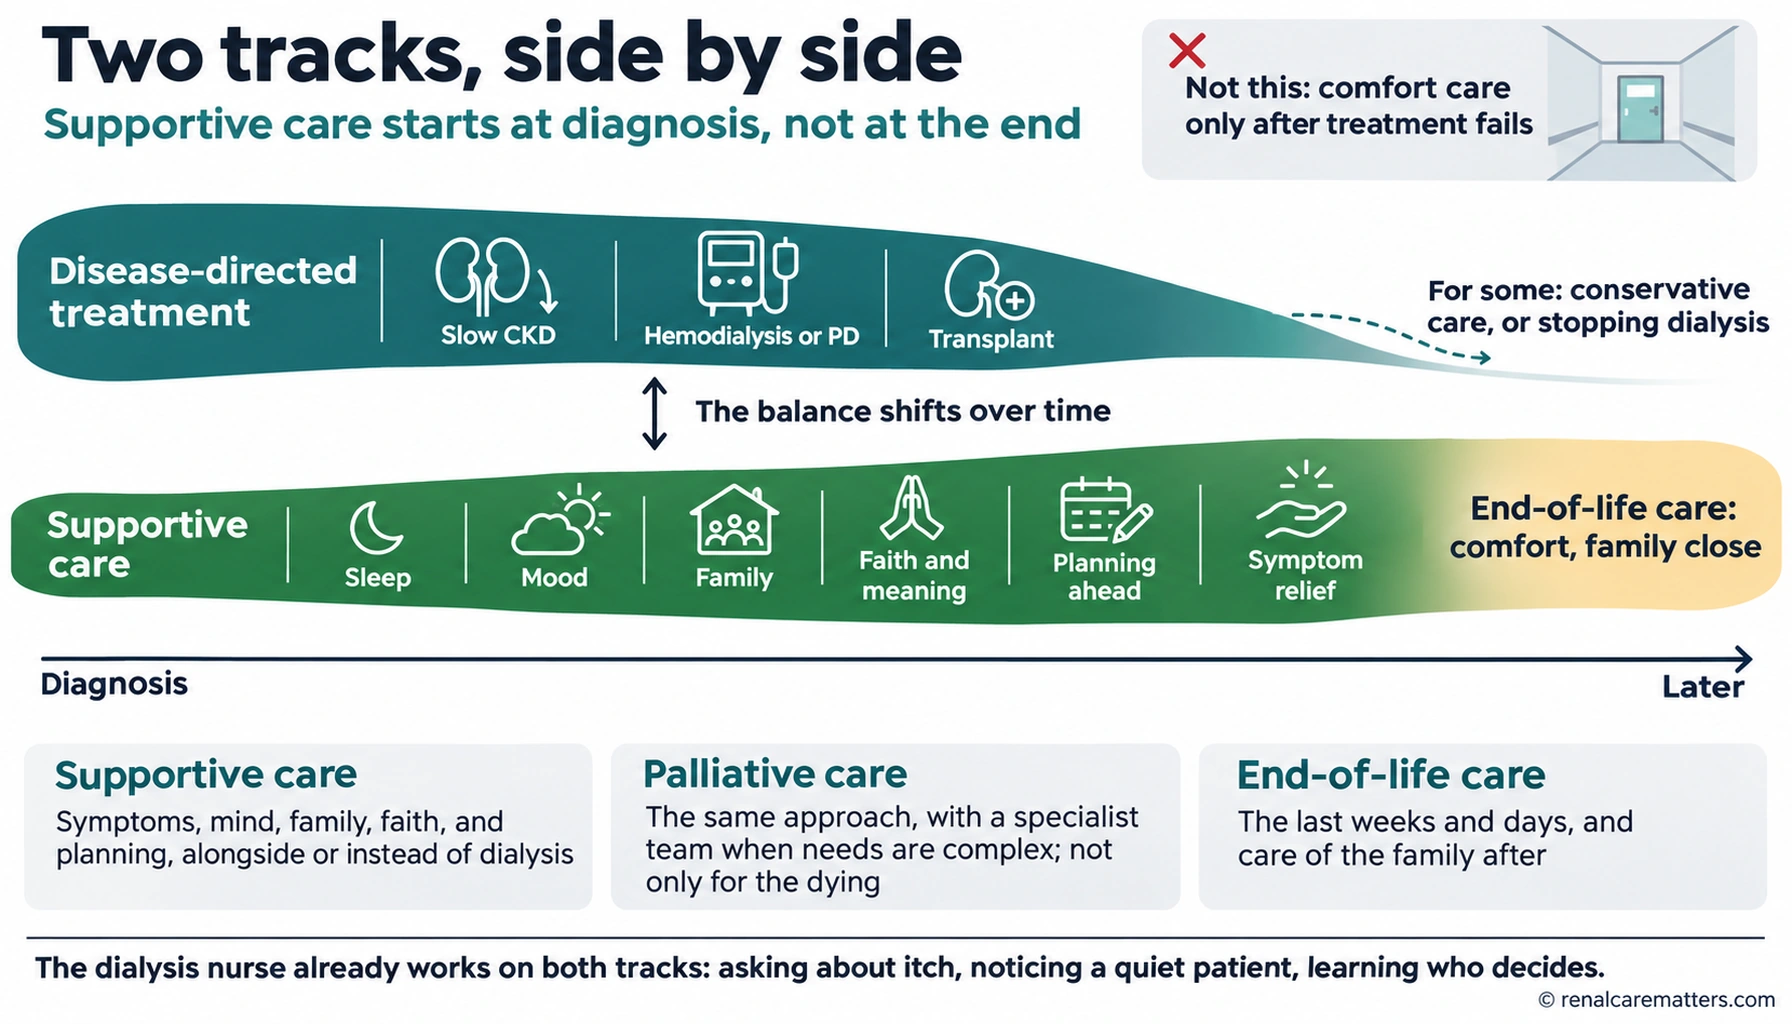 Two tracks, side by side
Supportive care starts at diagnosis, not at the end
Not this: comfort care
only after treatment fails
Disease-directed
treatment
Slow CKD
Hemodialysis or PD
Transplant
For some: conservative
care, or stopping dialysis
The balance shifts over time
Supportive
care
Sleep
Mood
Family
Faith and
meaning
Planning
ahead
Symptom
relief
End-of-life care:
comfort, family close
Diagnosis
Later
Supportive care
Symptoms, mind, family, faith, and
planning, alongside or instead of dialysis
Palliative care
The same approach, with a specialist
team when needs are complex; not
only for the dying
End-of-life care
The last weeks and days, and
care of the family after
The dialysis nurse already works on both tracks: asking about itch, noticing a quiet patient, learning who decides.
© renalcarematters.com